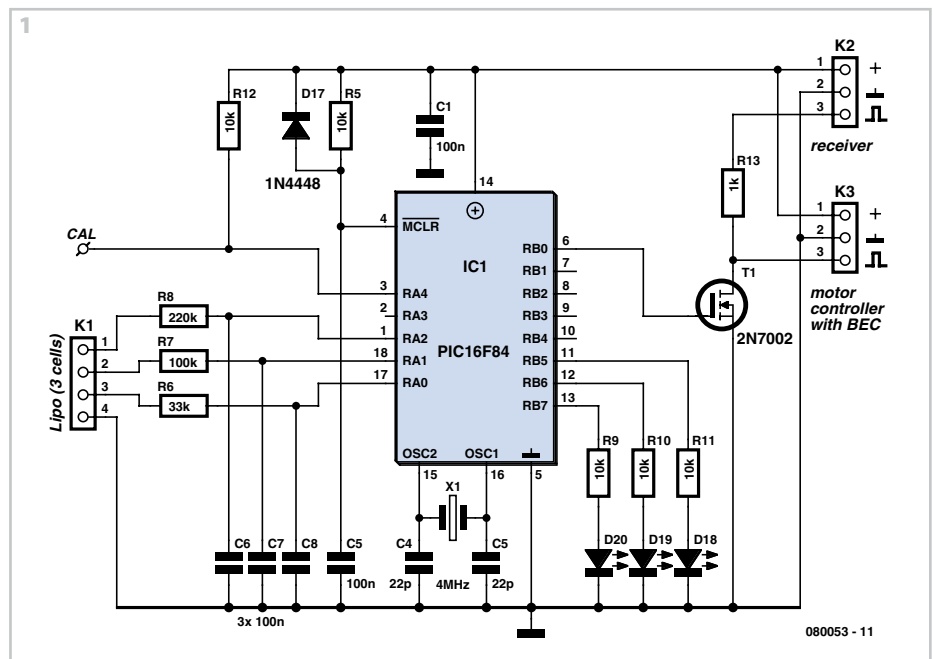 1
K2
1 +
2
3
receiver
R12
10k
D17
1N4448
R5
10k
C1
100n
R13
1k
K3
1 +
2
3
motor
controller
with BEC
T1
2N7002
CAL
14
4 MCLR
IC1
PIC16F84
3 RA4
2 RA3
1 RA2
18 RA1
17 RA0
RB0 6
RB1 7
RB2 8
RB3 9
RB4 10
RB5 11
RB6 12
RB7 13
OSC2 OSC1
15 16 5
K1
Lipo (3 cells)
1
2
3
4
R8
220k
R7
100k
R6
33k
R9
10k
R10
10k
R11
10k
X1
4MHz
C6 C7 C8
3x 100n
C5
100n
C4
22p
C5
22p
D20 D19 D18
080053 - 11